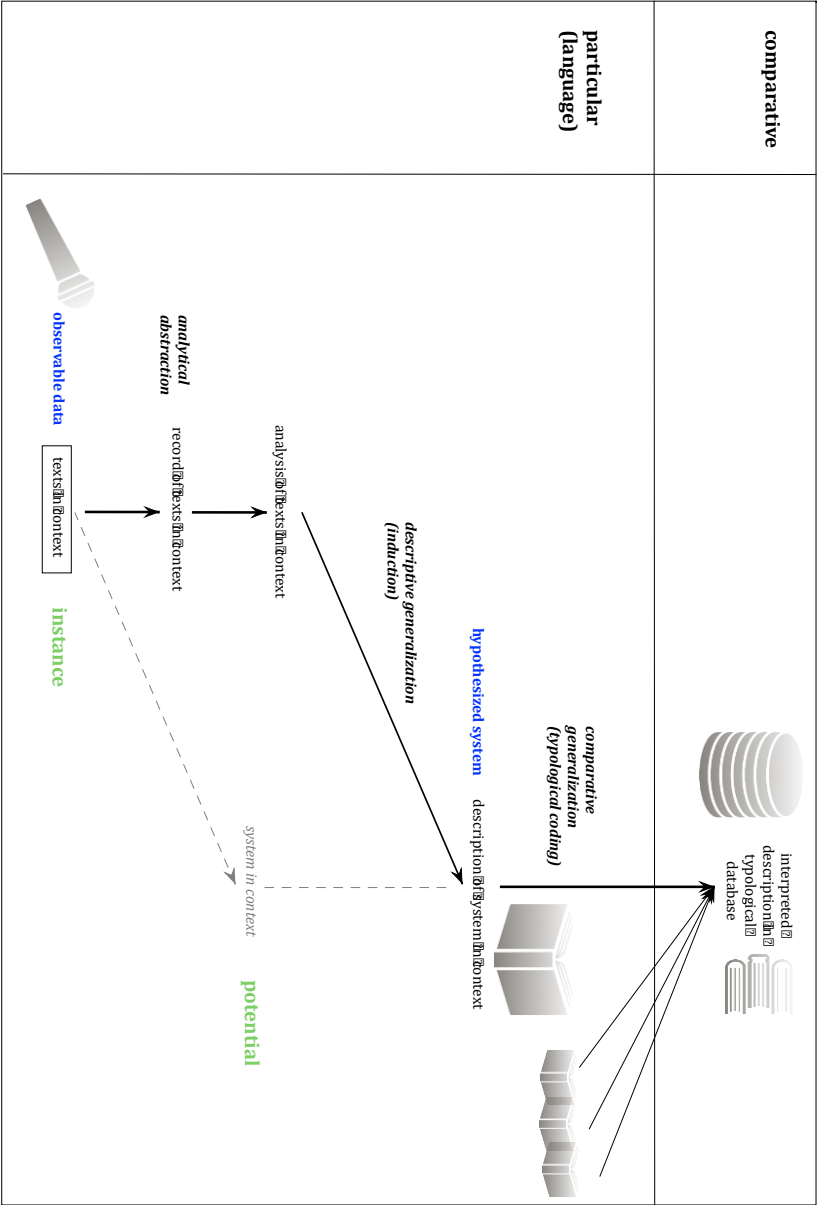 comparative
interpreted
description in
typological
database
particular
(language)
comparative
generalization
(typological coding)
hypothesized system
description of system in context
descriptive generalization
(induction)
analysis of texts in context
system in context
potential
analytical
abstraction
record of texts in context
observable data
texts in context
instance